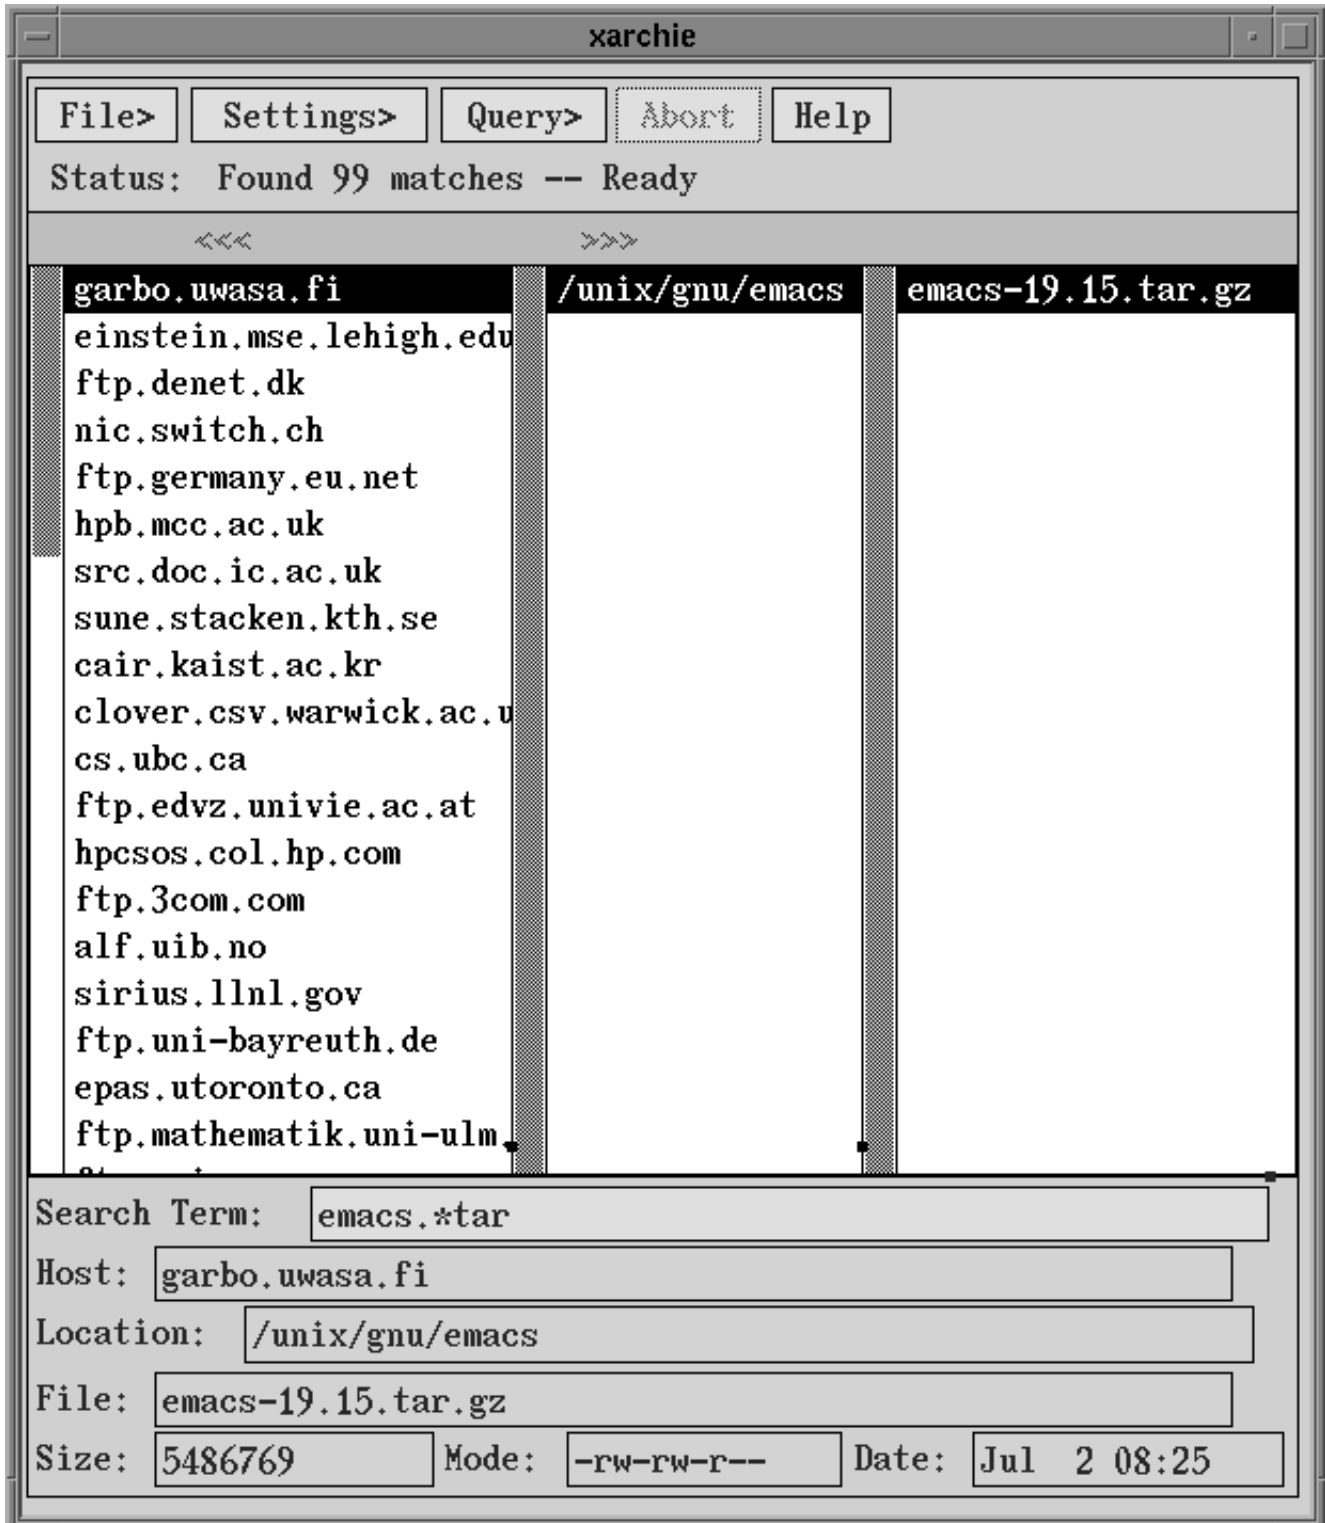 xarchie
File> Settings> Query> Abort Help
Status: Found 99 matches -- Ready
<<< >>>
garbo.uwasa.fi /unix/gnu/emacs emacs-19.15.tar.gz
einstein.mse.lehigh.edu
ftp.denet.dk
nic.switch.ch
ftp.germany.eu.net
hpb.mcc.ac.uk
src.doc.ic.ac.uk
sune.stacken.kth.se
cair.kaist.ac.kr
clover.csv.warwick.ac.u
cs.ubc.ca
ftp.edvz.univie.ac.at
hpcsos.col.hp.com
ftp.3com.com
alf.uib.no
sirius.llnl.gov
ftp.uni-bayreuth.de
epas.utoronto.ca
ftp.mathematik.uni-ulm.
Search Term: emacs.*tar
Host: garbo.uwasa.fi
Location: /unix/gnu/emacs
File: emacs-19.15.tar.gz
Size: 5486769 Mode: -rw-rw-r-- Date: Jul 2 08:25